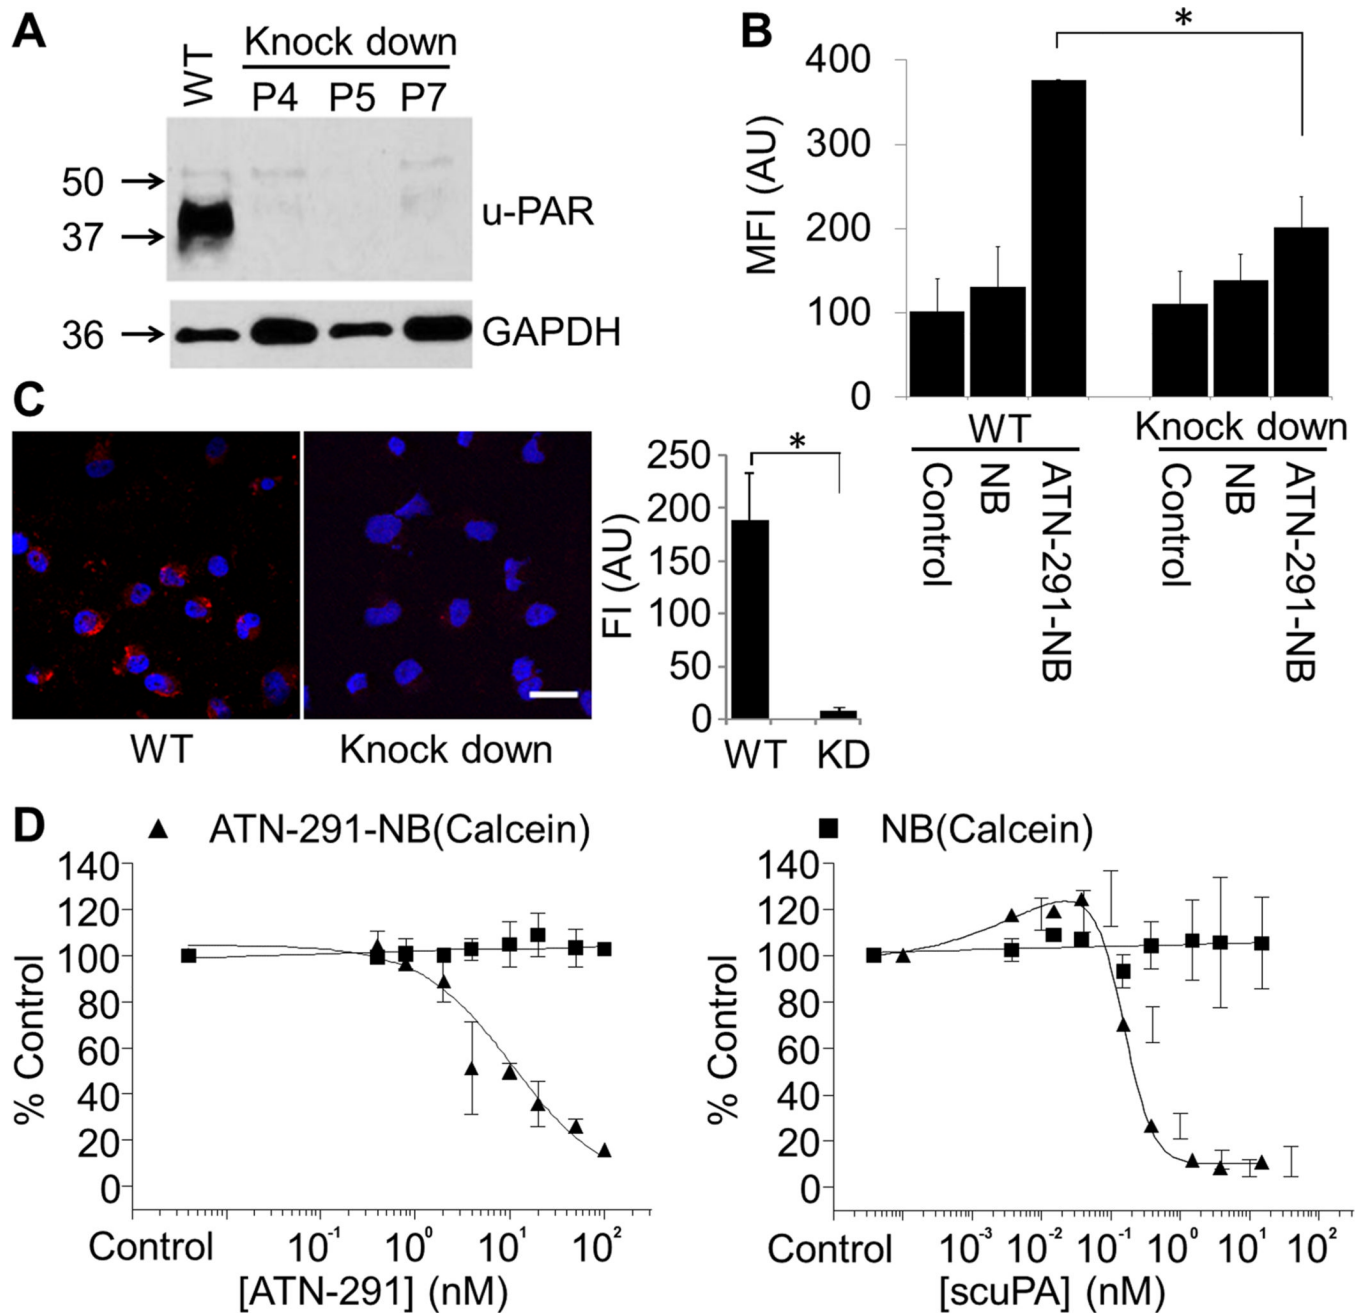 A
WT
Knock down
P4 P5 P7
50
37
u-PAR
36
GAPDH
B
*
400
300
200
100
0
MFI (AU)
WT
Knock down
Control
NB
ATN-291-NB
Control
NB
ATN-291-NB
C
WT
Knock down
*
250
200
150
100
50
0
FI (AU)
WT KD
D
ATN-291-NB(Calcein)
NB(Calcein)
140
120
100
80
60
40
20
0
% Control
Control 10⁻¹ 10⁰ 10¹ 10²
[ATN-291] (nM)
140
120
100
80
60
40
20
0
% Control
Control 10⁻³ 10⁻² 10⁻¹ 10⁰ 10¹ 10²
[scuPA] (nM)